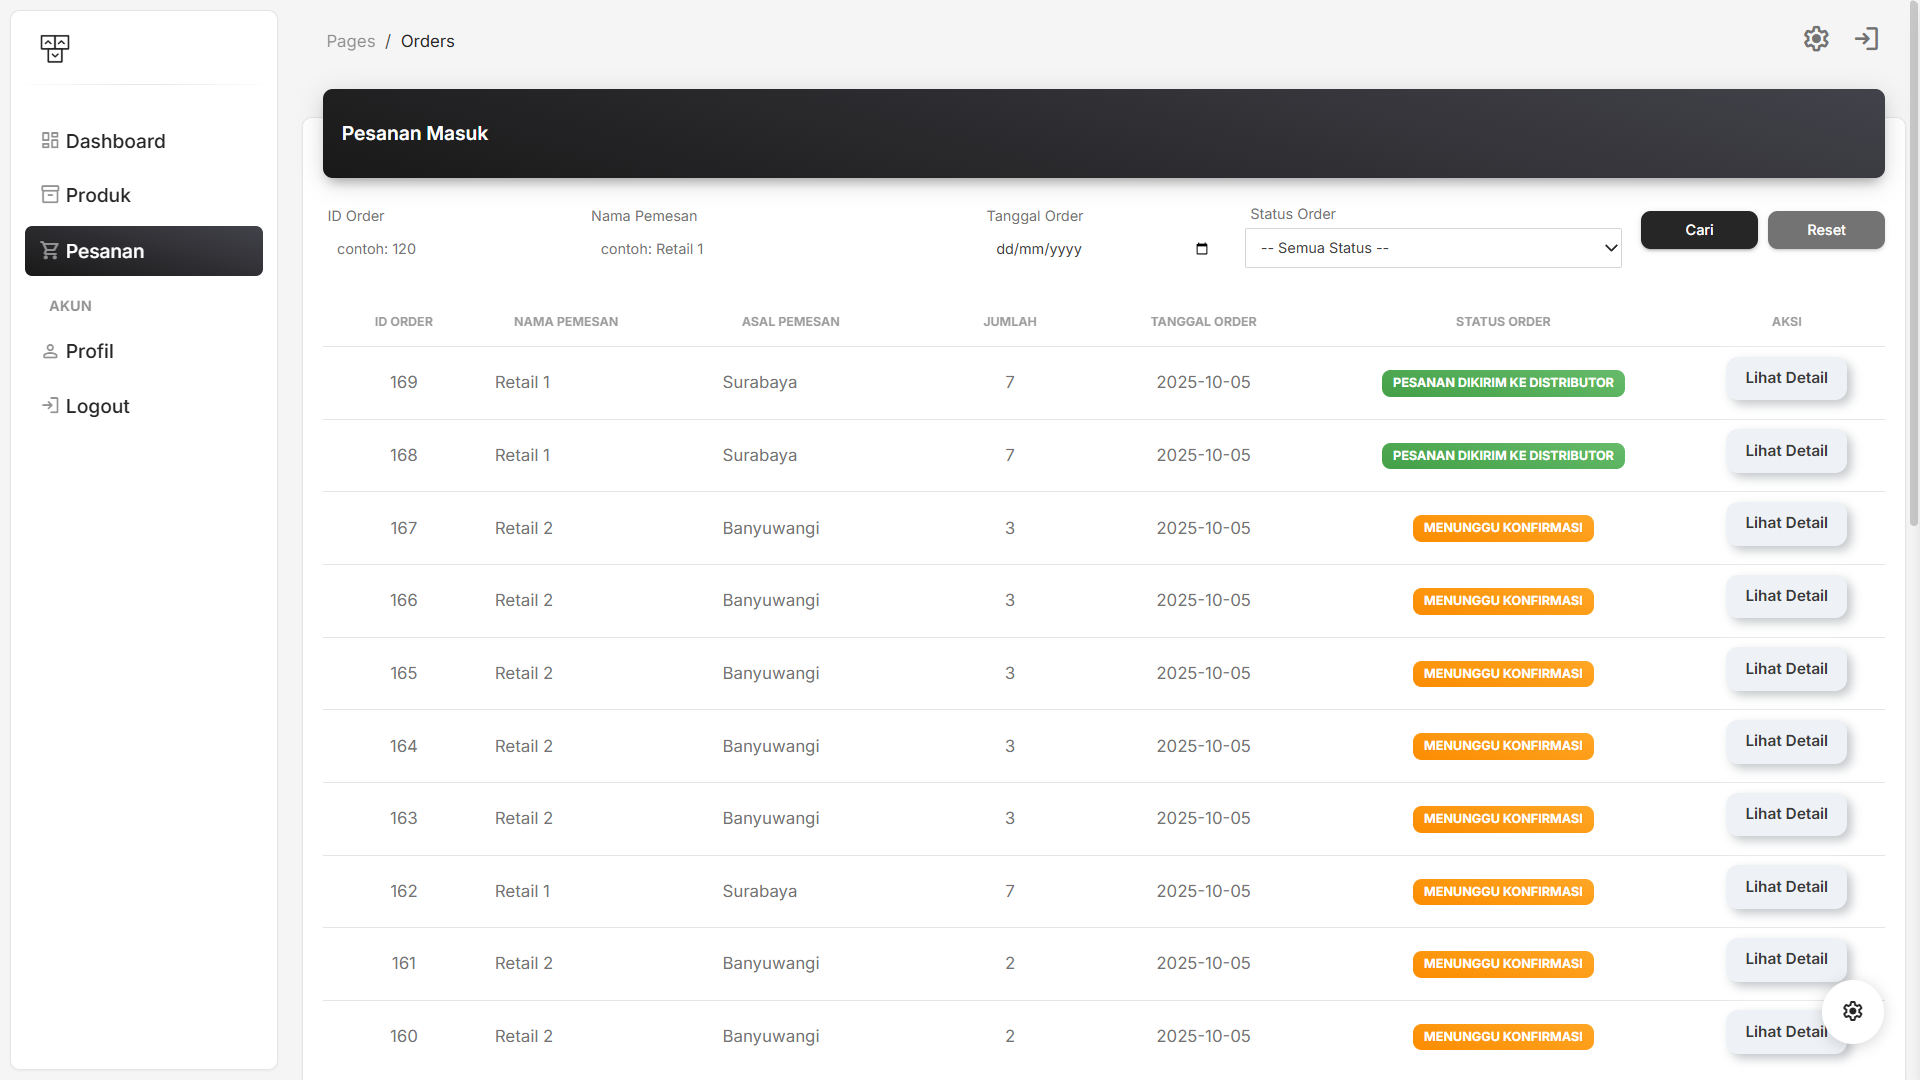 Pages / Orders
Dashboard
Produk
Pesanan
AKUN
Profil
Logout
Pesanan Masuk
ID Order Nama Pemesan Tanggal Order Status Order
contoh: 120 contoh: Retail 1 dd/mm/yyyy -- Semua Status -- Cari Reset
ID ORDER NAMA PEMESAN ASAL PEMESAN JUMLAH TANGGAL ORDER STATUS ORDER AKSI
169 Retail 1 Surabaya 7 2025-10-05 PESANAN DIKIRIM KE DISTRIBUTOR Lihat Detail
168 Retail 1 Surabaya 7 2025-10-05 PESANAN DIKIRIM KE DISTRIBUTOR Lihat Detail
167 Retail 2 Banyuwangi 3 2025-10-05 MENUNGGU KONFIRMASI Lihat Detail
166 Retail 2 Banyuwangi 3 2025-10-05 MENUNGGU KONFIRMASI Lihat Detail
165 Retail 2 Banyuwangi 3 2025-10-05 MENUNGGU KONFIRMASI Lihat Detail
164 Retail 2 Banyuwangi 3 2025-10-05 MENUNGGU KONFIRMASI Lihat Detail
163 Retail 2 Banyuwangi 3 2025-10-05 MENUNGGU KONFIRMASI Lihat Detail
162 Retail 1 Surabaya 7 2025-10-05 MENUNGGU KONFIRMASI Lihat Detail
161 Retail 2 Banyuwangi 2 2025-10-05 MENUNGGU KONFIRMASI Lihat Detail
160 Retail 2 Banyuwangi 2 2025-10-05 MENUNGGU KONFIRMASI Lihat Detail